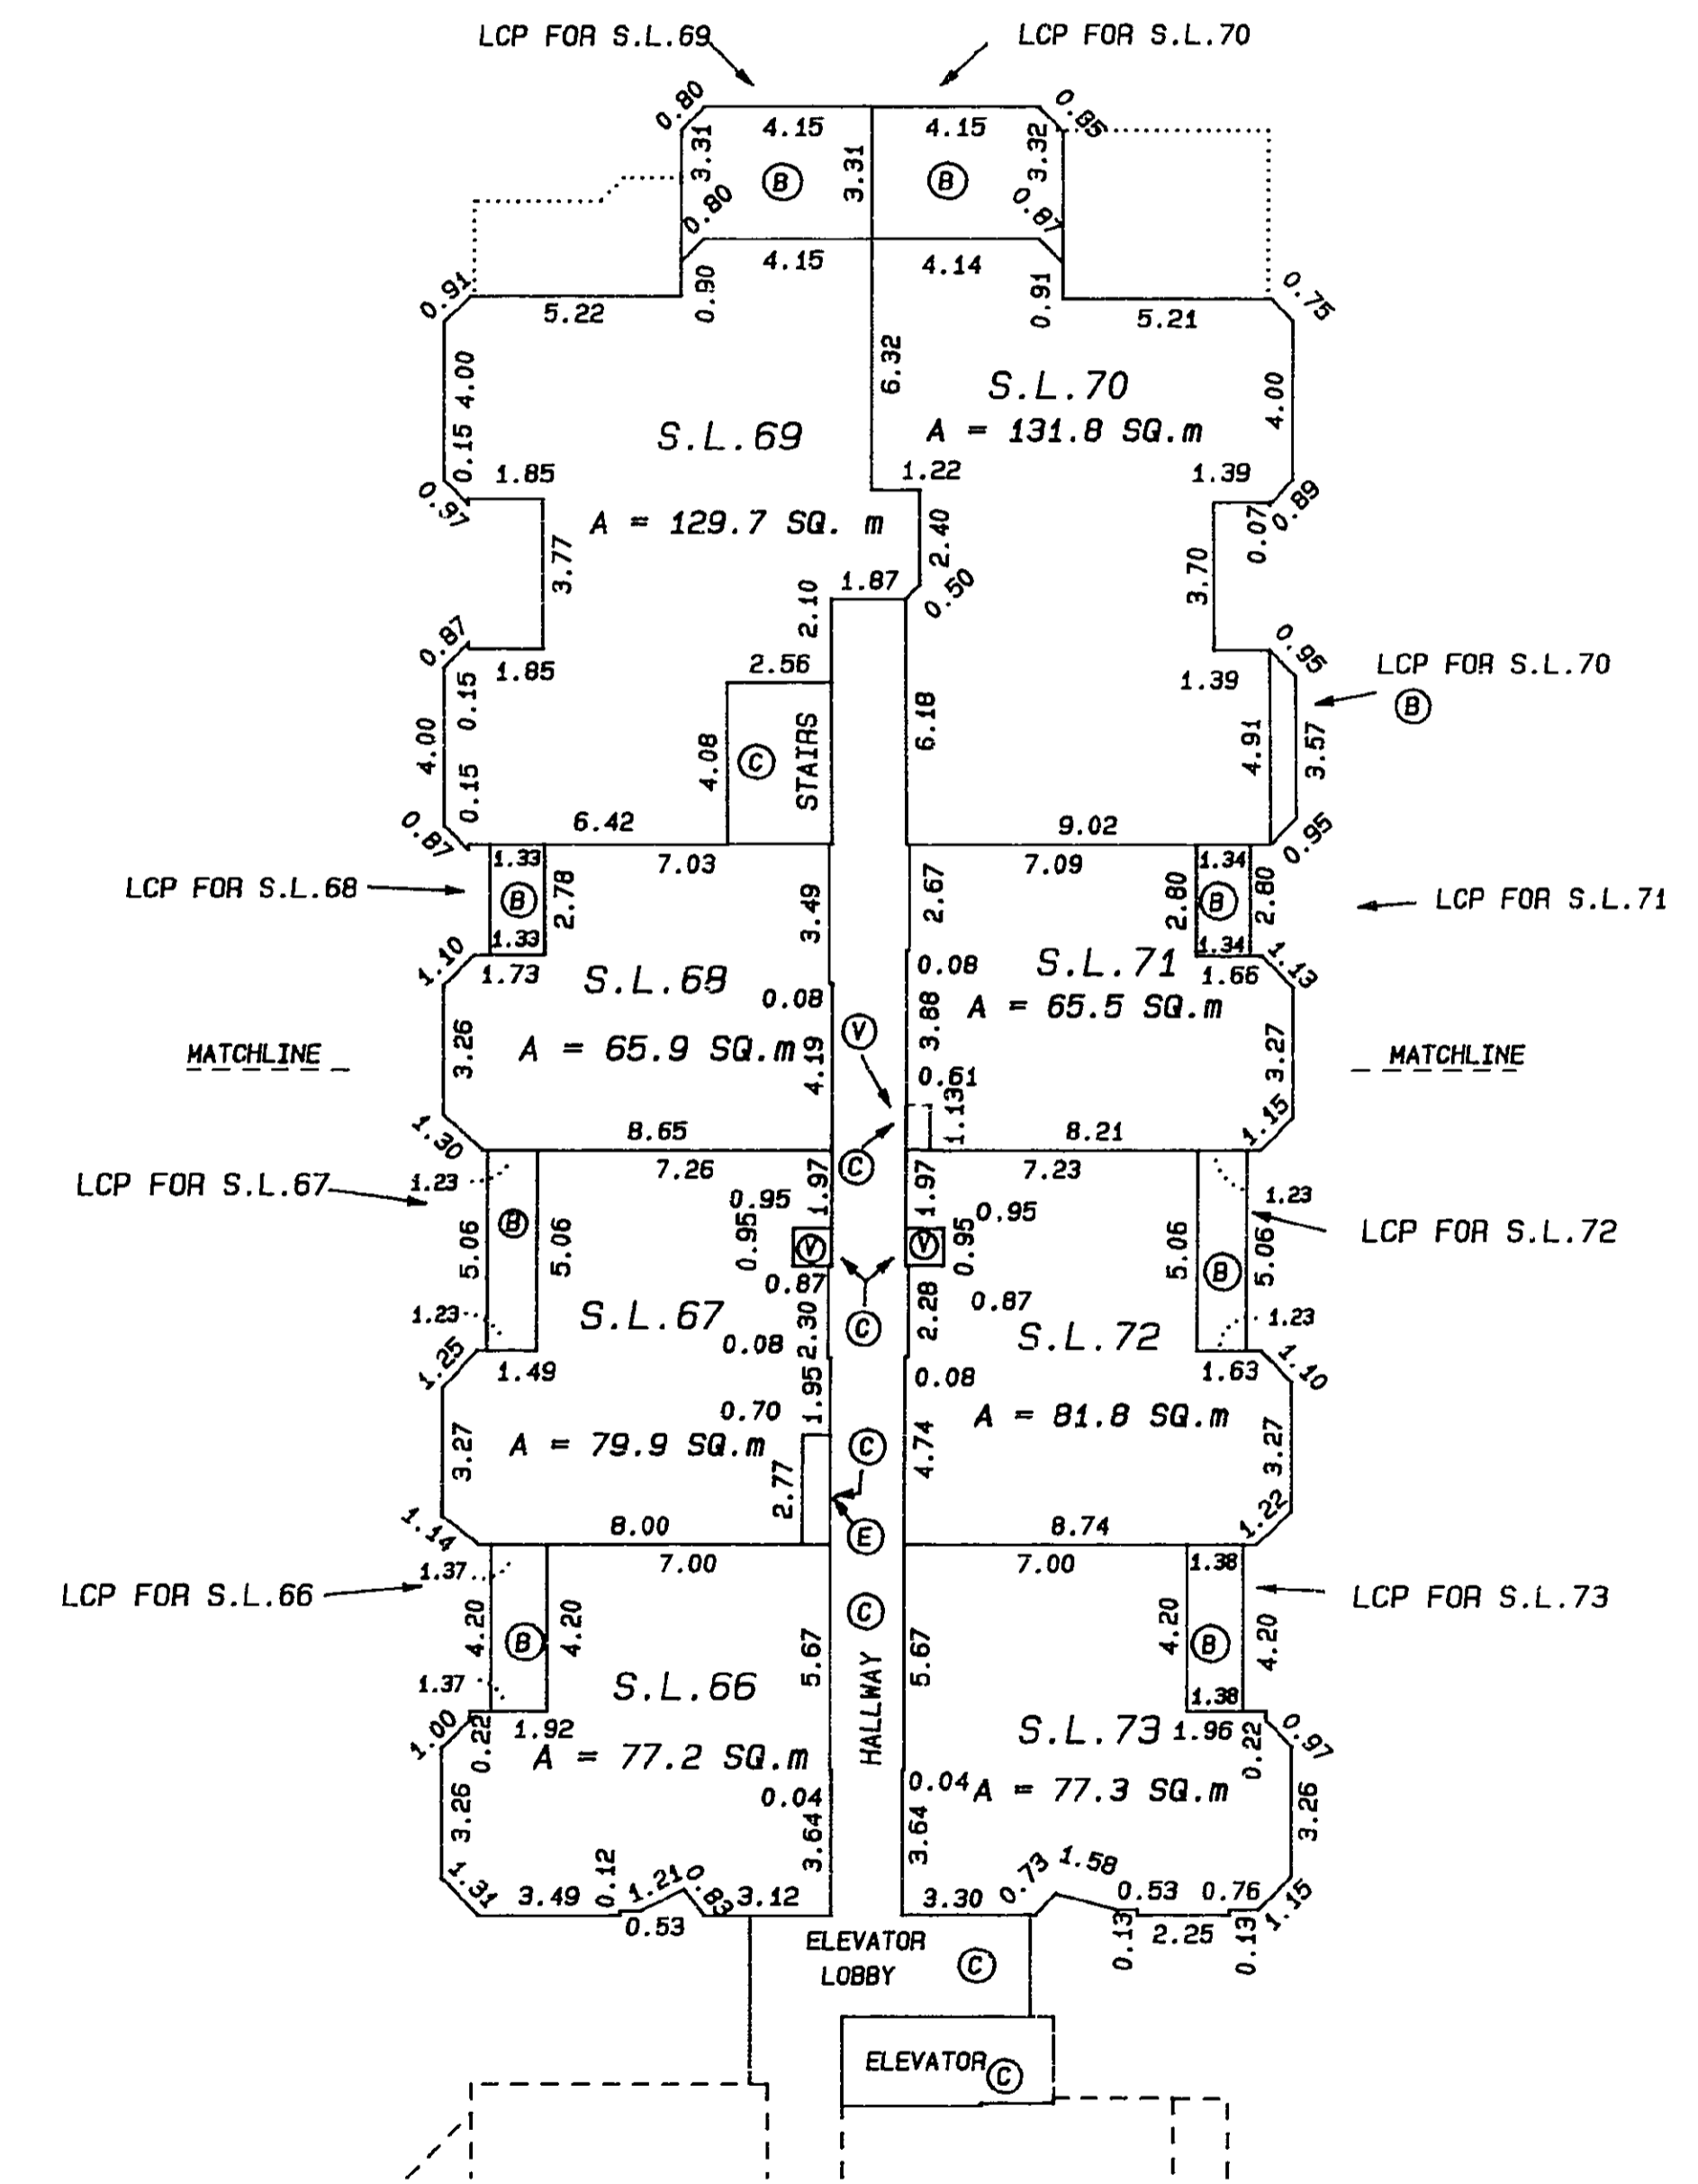 LCP FOR S.L.69
LCP FOR S.L.70
0.80
4.15
4.15
0.85
3.31
B
3.31
B
3.32
0.80
0.87
4.15
4.14
0.91
5.22
0.90
0.91
5.21
0.75
4.00
6.32
S.L.70
A = 131.8 SQ.m
4.00
S.L.69
0.15
1.85
1.22
1.39
0.97
A = 129.7 SQ. m
2.40
0.07
0.89
3.77
3.70
2.10
1.87
0.50
0.87
1.85
2.56
0.95
LCP FOR S.L.70
B
1.39
0.15
4.00
4.08
C
STAIRS
6.18
4.91
3.57
0.15
0.87
6.42
9.02
0.95
1.33
7.03
7.09
1.34
LCP FOR S.L.68
B
2.78
3.49
2.67
2.80
B
2.80
LCP FOR S.L.71
1.33
1.34
1.10
1.73
S.L.68
0.08
0.08
S.L.71
1.66
1.13
3.26
A = 65.9 SQ.m
4.19
V
3.88
A = 65.5 SQ.m
3.27
MATCHLINE
MATCHLINE
0.61
1.13
1.30
8.65
8.21
1.15
LCP FOR S.L.67
1.23
7.26
1.97
C
1.97
7.23
1.23
0.95
0.95
5.06
B
5.06
0.95
V
V
0.95
5.06
B
5.06
LCP FOR S.L.72
0.87
0.87
1.23
S.L.67
2.30
C
2.28
S.L.72
1.23
0.08
0.08
1.25
1.49
1.63
1.10
0.70
1.95
3.27
A = 79.9 SQ.m
C
4.74
A = 81.8 SQ.m
3.27
2.77
1.14
8.00
E
8.74
1.22
1.37
7.00
7.00
1.38
LCP FOR S.L.66
C
LCP FOR S.L.73
4.20
B
4.20
5.67
5.67
4.20
B
4.20
1.37
S.L.66
HALLWAY
1.38
1.00
0.22
1.92
S.L.73
1.96
0.22
0.97
A = 77.2 SQ.m
0.04
0.04
A = 77.3 SQ.m
3.26
3.64
3.64
3.26
1.31
3.49
0.12
1.21
0.83
3.12
3.30
0.73
1.58
0.53
0.76
1.15
0.53
0.13
2.25
0.13
ELEVATOR
LOBBY
C
ELEVATOR
C